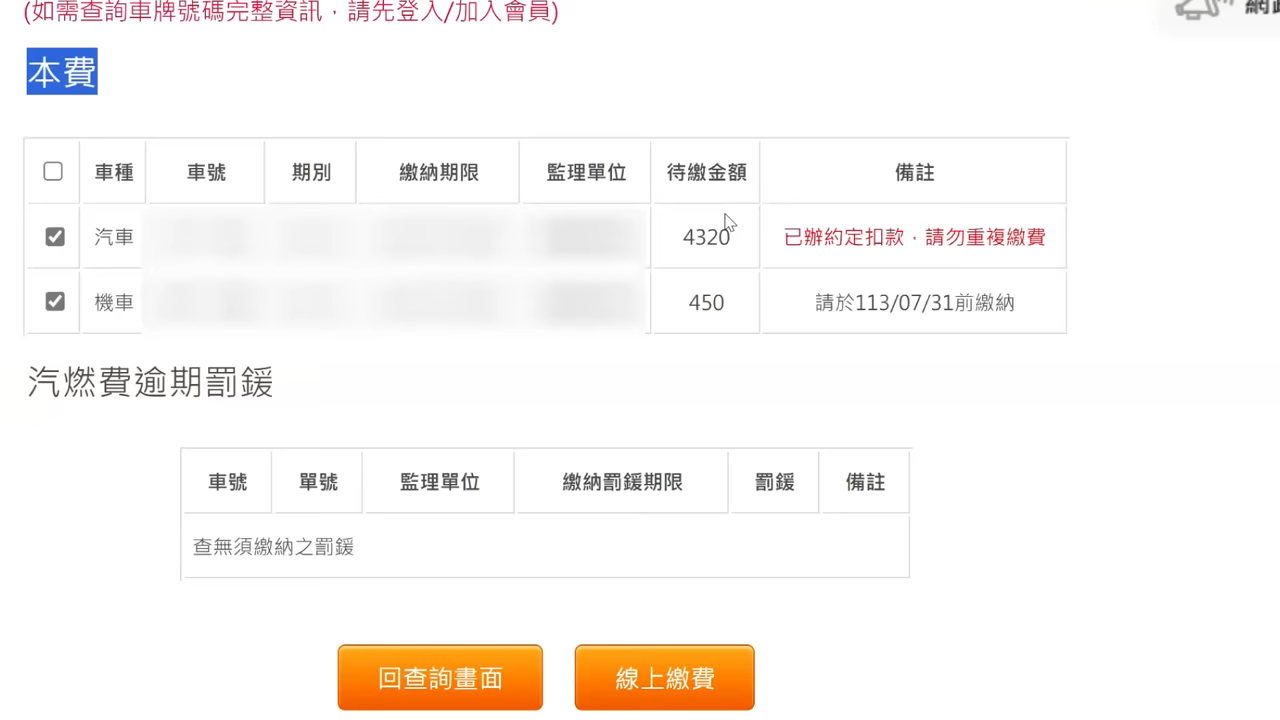 (如需查詢車牌號碼完整資訊，請先登入/加入會員)
本費
車種 車號 期別 繳納期限 監理單位 待繳金額 備註
汽車 4320 已辦約定扣款，請勿重複繳費
機車 450 請於113/07/31前繳納
汽燃費逾期罰鍰
車號 單號 監理單位 繳納罰鍰期限 罰鍰 備註
查無須繳納之罰鍰
回查詢畫面 線上繳費